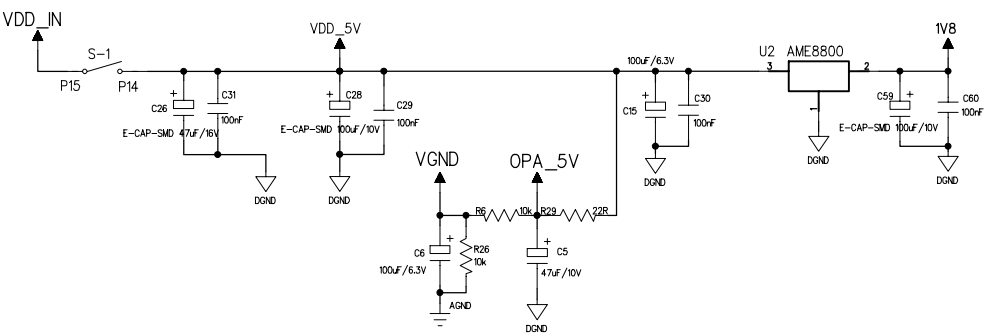 VDD_IN
VDD_5V
1V8
S-1
P15
P14
U2 AME8800
3
2
1
100uF/6.3V
C26
C31
100nF
E-CAP-SMD 47uF/16V
C28
C29
100nF
E-CAP-SMD 100uF/10V
C15
C30
100nF
C59
C60
100nF
E-CAP-SMD 100uF/10V
DGND
DGND
DGND
DGND
DGND
VGND
OPA_5V
R6
10k
R29
22R
C6
100uF/6.3V
R26
10k
C5
47uF/10V
AGND
DGND